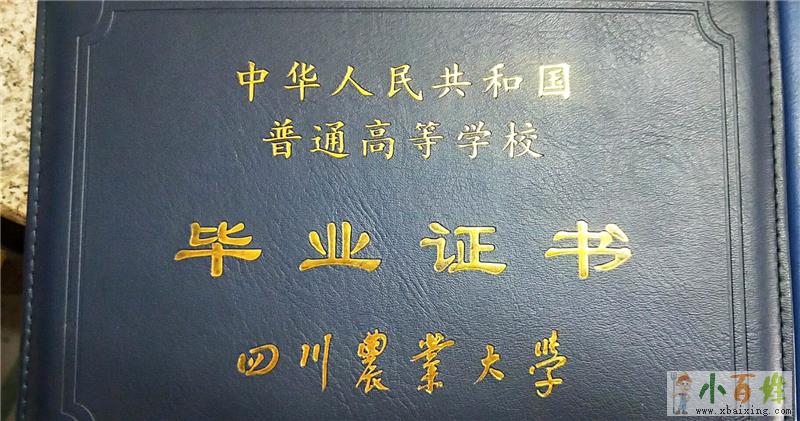 中华人民共和国
普通高等学校
毕业证书
四川農業大学
小百姓
www.xbaixing.com